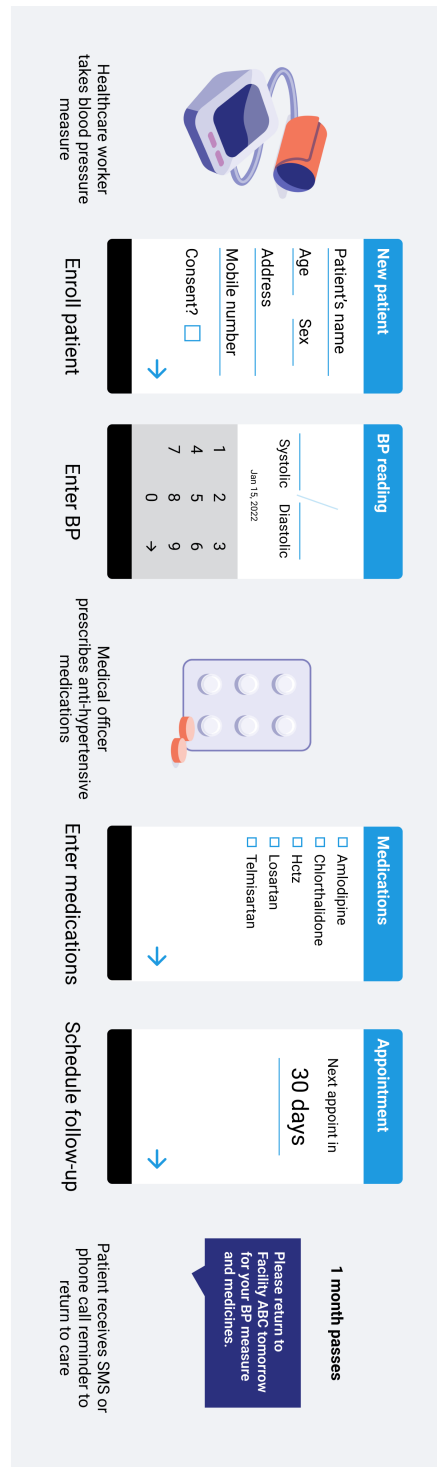 Healthcare worker
takes blood pressure
measure
New patient
Patient's name
Age Sex
Address
Mobile number
Consent?
Enroll patient
BP reading
Systolic Diastolic
Jan 15, 2022
1 2 3
4 5 6
7 8 9
0 →
Enter BP
Medical officer
prescribes anti-hypertensive
medications
Medications
Amlodipine
Chlorthalidone
Hctz
Losartan
Telmisartan
Enter medications
Appointment
Next appoint in
30 days
Schedule follow-up
1 month passes
Please return to
Facility ABC tomorrow
for your BP measure
and medicines.
Patient receives SMS or
phone call reminder to
return to care